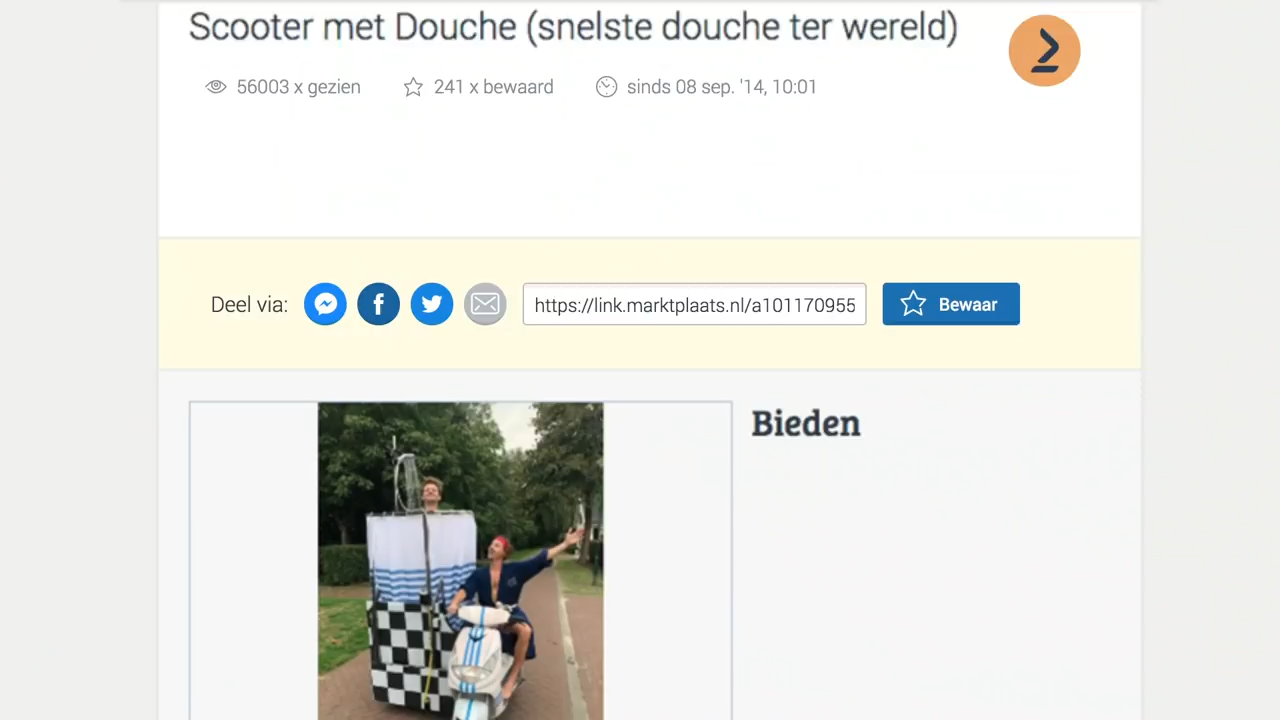 Scooter met Douche (snelste douche ter wereld)
56003 x gezien 241 x bewaard sinds 08 sep. '14, 10:01
Deel via: https://link.marktplaats.nl/a101170955 Bewaar
Bieden